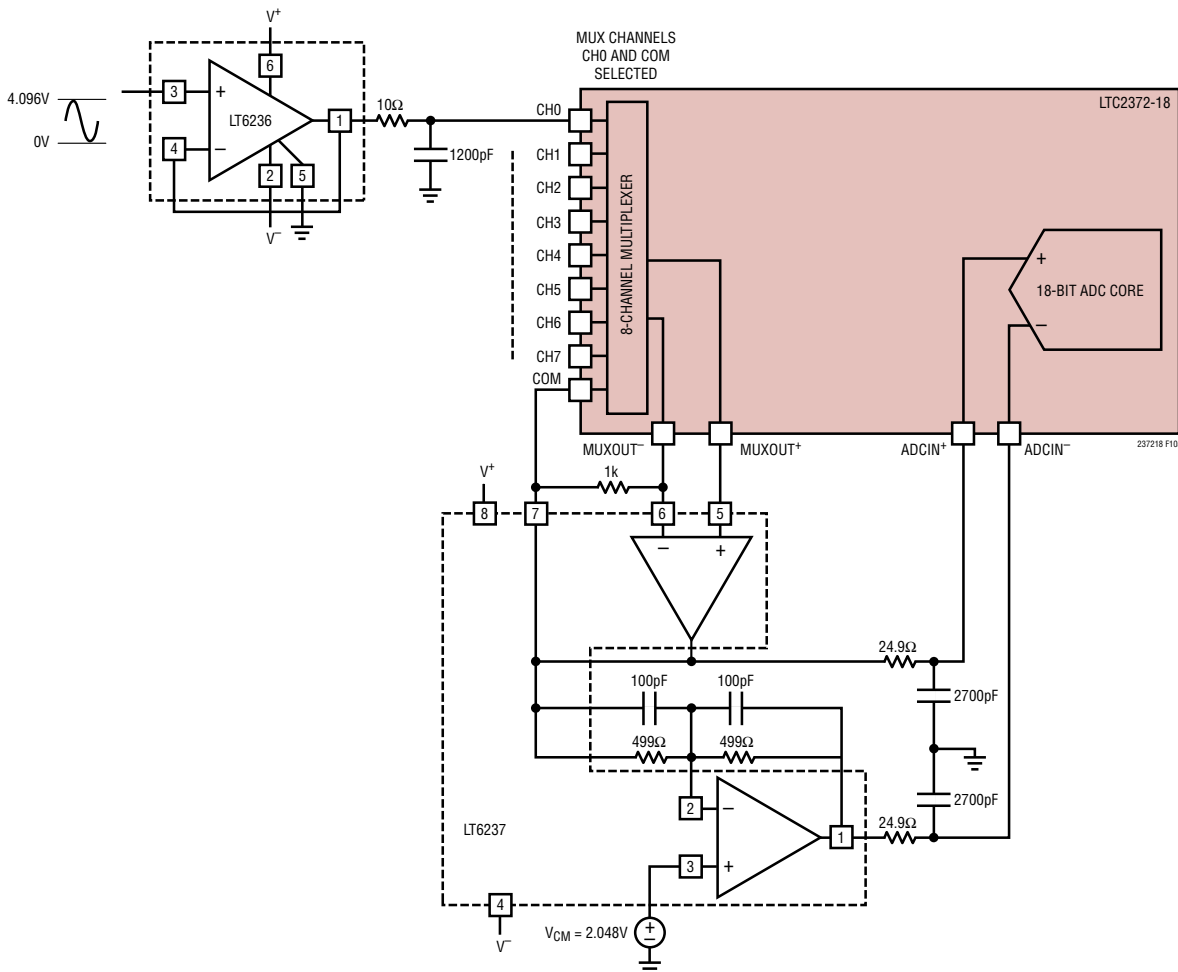 V+
MUX CHANNELS
CH0 AND COM
SELECTED
LTC2372-18
6
4.096V
0V
3
+
LT6236
1
10Ω
4
–
2
5
V–
1200pF
CH0
CH1
CH2
CH3
CH4
CH5
CH6
CH7
COM
8-CHANNEL MULTIPLEXER
+
18-BIT ADC CORE
–
237218 F10
MUXOUT–
MUXOUT+
ADCIN+
ADCIN–
V+
1k
8
7
6
5
–
+
24.9Ω
100pF
100pF
2700pF
499Ω
499Ω
2700pF
2
–
LT6237
1
24.9Ω
3
+
4
V–
VCM = 2.048V
+
–